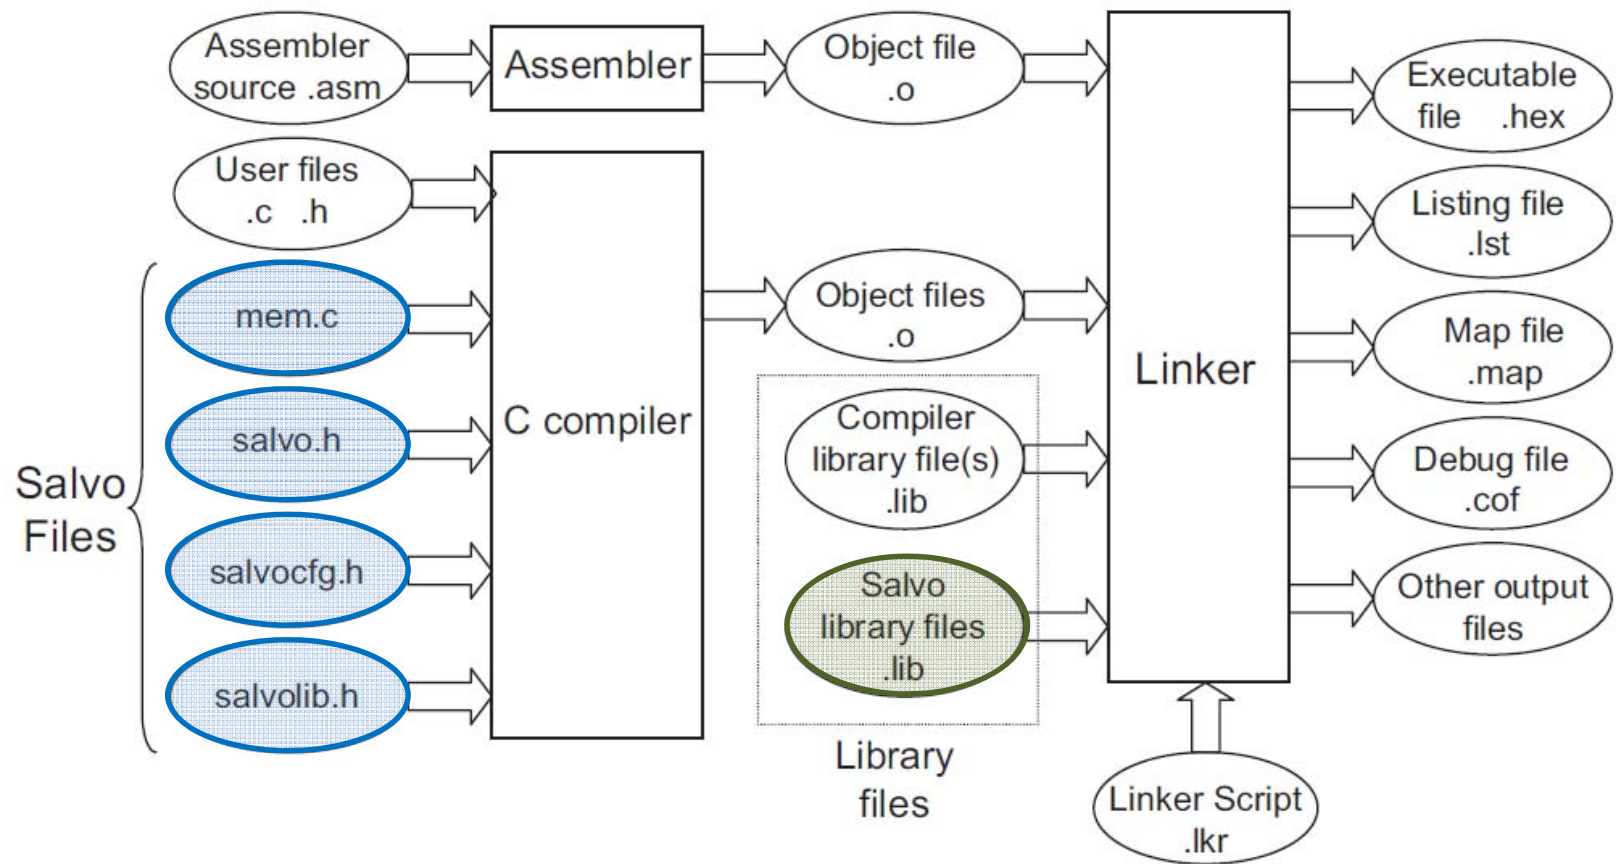 Assembler
source .asm
Assembler
Object file
.o
User files
.c .h
Salvo
Files
mem.c
salvo.h
salvocfg.h
salvolib.h
C compiler
Object files
.o
Compiler
library file(s)
.lib
Salvo
library files
.lib
Library
files
Linker
Linker Script
.lkr
Executable
file .hex
Listing file
.lst
Map file
.map
Debug file
.cof
Other output
files